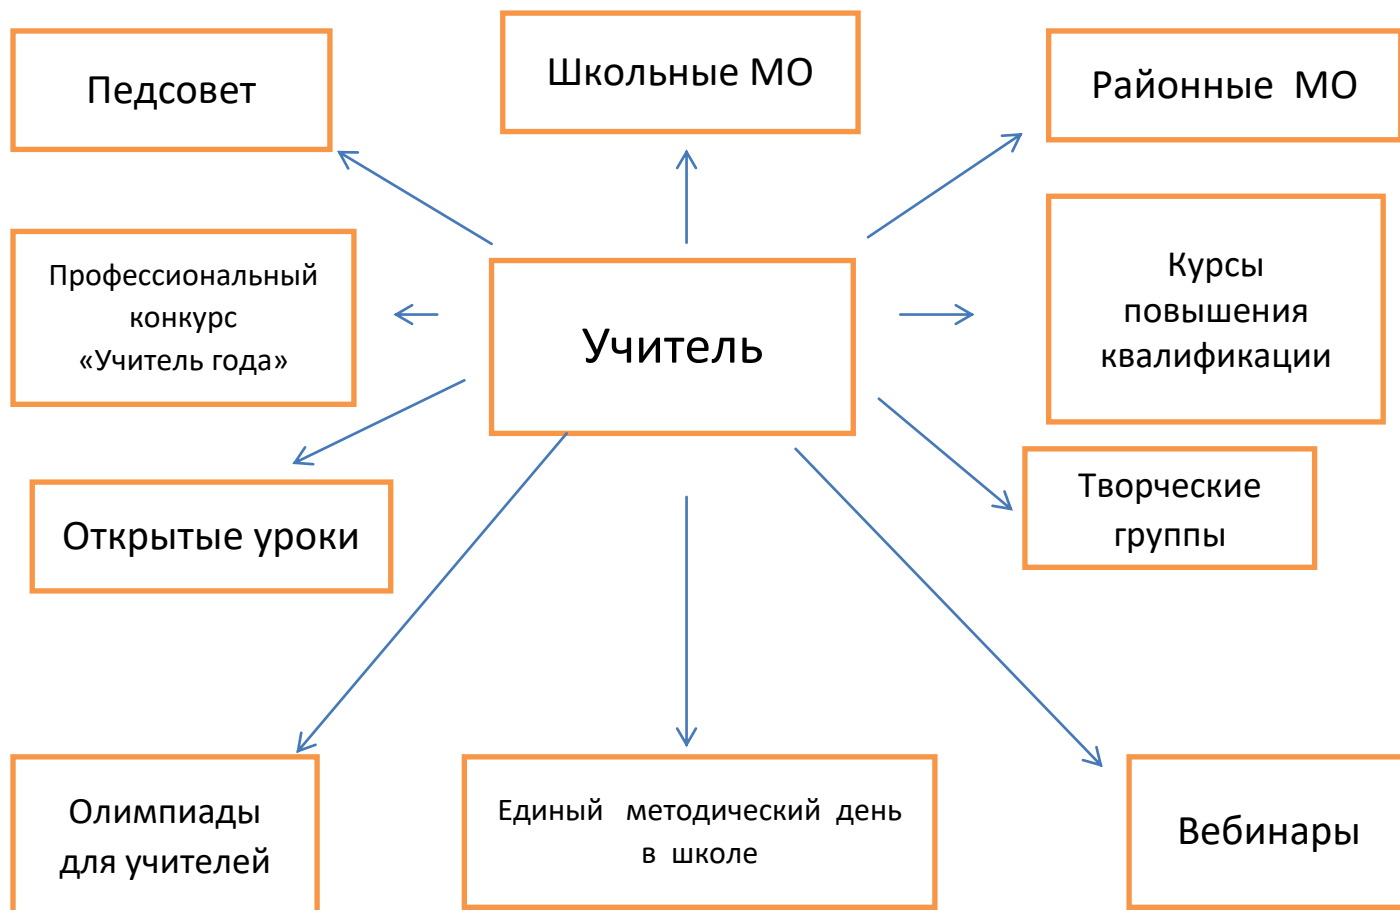 Педсовет
Школьные МО
Районные МО
Профессиональный
конкурс
«Учитель года»
Учитель
Курсы
повышения
квалификации
Открытые уроки
Творческие
группы
Олимпиады
для учителей
Единый методический день
в школе
Вебинары